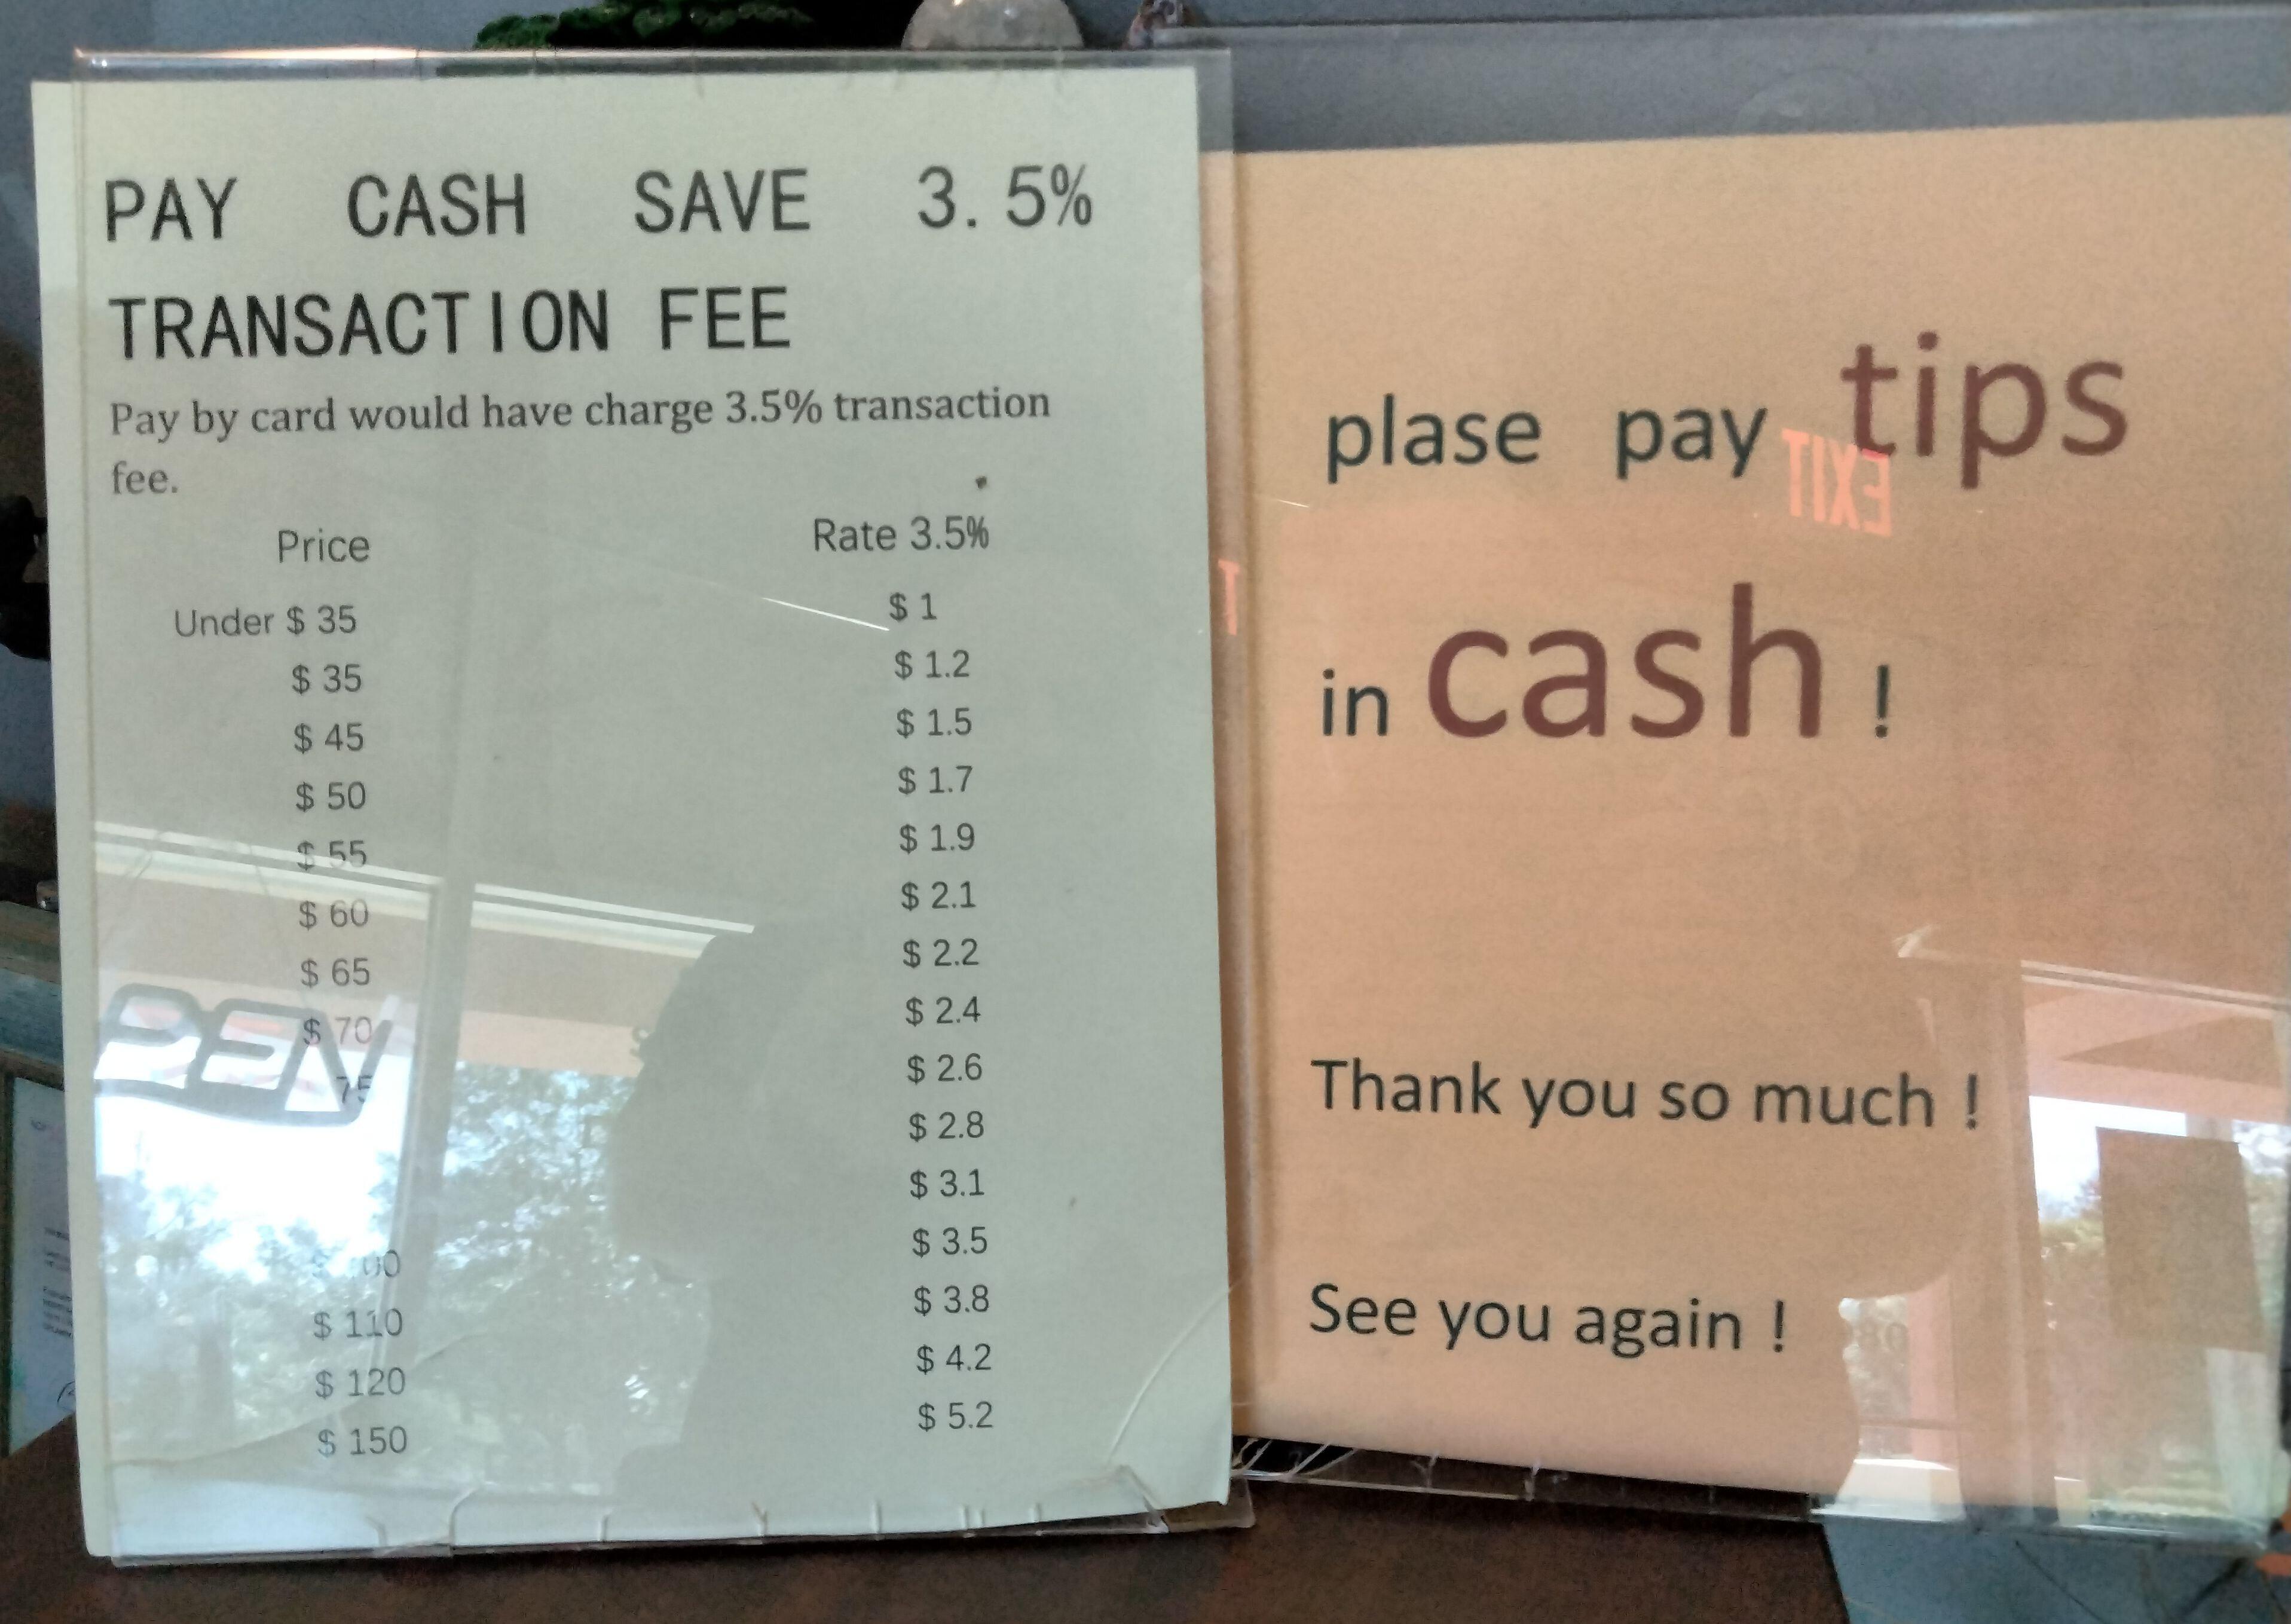 PAY CASH SAVE 3.5%
TRANSACTION FEE
Pay by card would have charge 3.5% transaction
fee.
Price Rate 3.5%
Under $ 35 $ 1
$ 35 $ 1.2
$ 45 $ 1.5
$ 50 $ 1.7
$ 55 $ 1.9
$ 60 $ 2.1
$ 65 $ 2.2
$ 70 $ 2.4
75 $ 2.6
$ 2.8
$ 3.1
$ 3.5
$ 110 $ 3.8
$ 120 $ 4.2
$ 150 $ 5.2
plase pay tips
in cash !
Thank you so much !
See you again !
EXIT
PEN